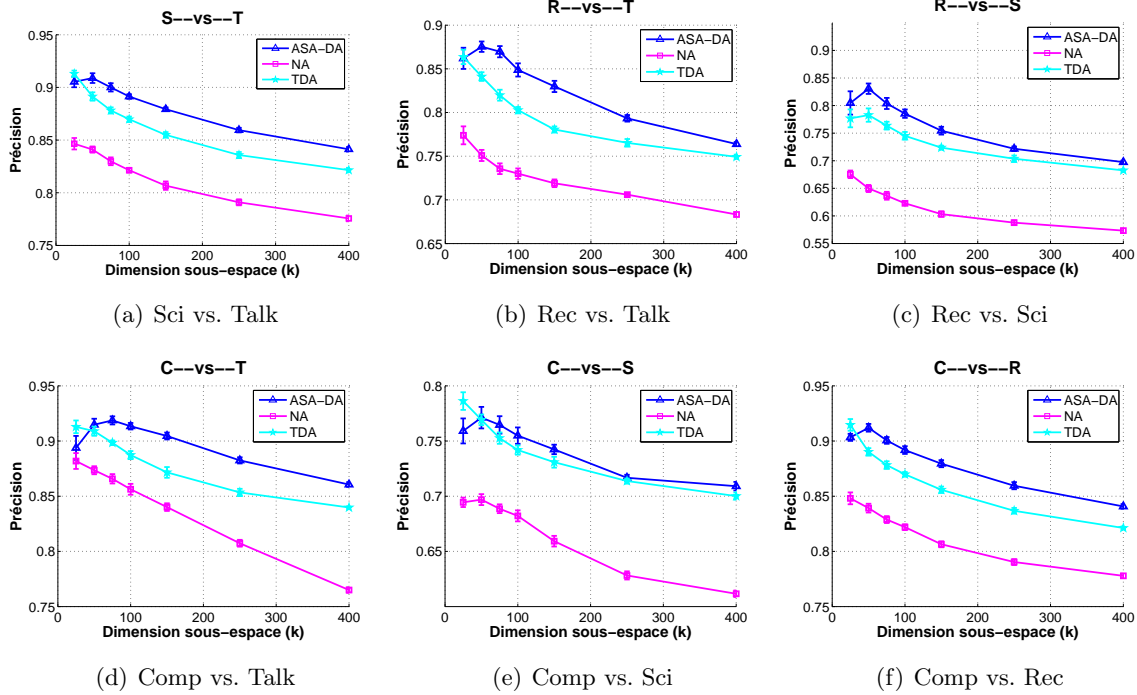 S--vs--T
0.95
0.9
0.85
0.8
0.75
Précision
0 100 200 300 400
Dimension sous-espace (k)
ASA-DA
NA
TDA
(a) Sci vs. Talk
R--vs--T
0.9
0.85
0.8
0.75
0.7
0.65
Précision
0 100 200 300 400
Dimension sous-espace (k)
ASA-DA
NA
TDA
(b) Rec vs. Talk
R--vs--S
0.9
0.85
0.8
0.75
0.7
0.65
0.6
0.55
Précision
0 100 200 300 400
Dimension sous-espace (k)
ASA-DA
NA
TDA
(c) Rec vs. Sci
C--vs--T
0.95
0.9
0.85
0.8
0.75
Précision
0 100 200 300 400
Dimension sous-espace (k)
ASA-DA
NA
TDA
(d) Comp vs. Talk
C--vs--S
0.8
0.75
0.7
0.65
Précision
0 100 200 300 400
Dimension sous-espace (k)
ASA-DA
NA
TDA
(e) Comp vs. Sci
C--vs--R
0.95
0.9
0.85
0.8
0.75
Précision
0 100 200 300 400
Dimension sous-espace (k)
ASA-DA
NA
TDA
(f) Comp vs. Rec